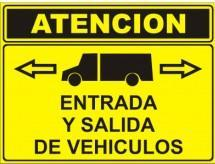 ATENCION
ENTRADA
Y SALIDA
DE VEHICULOS